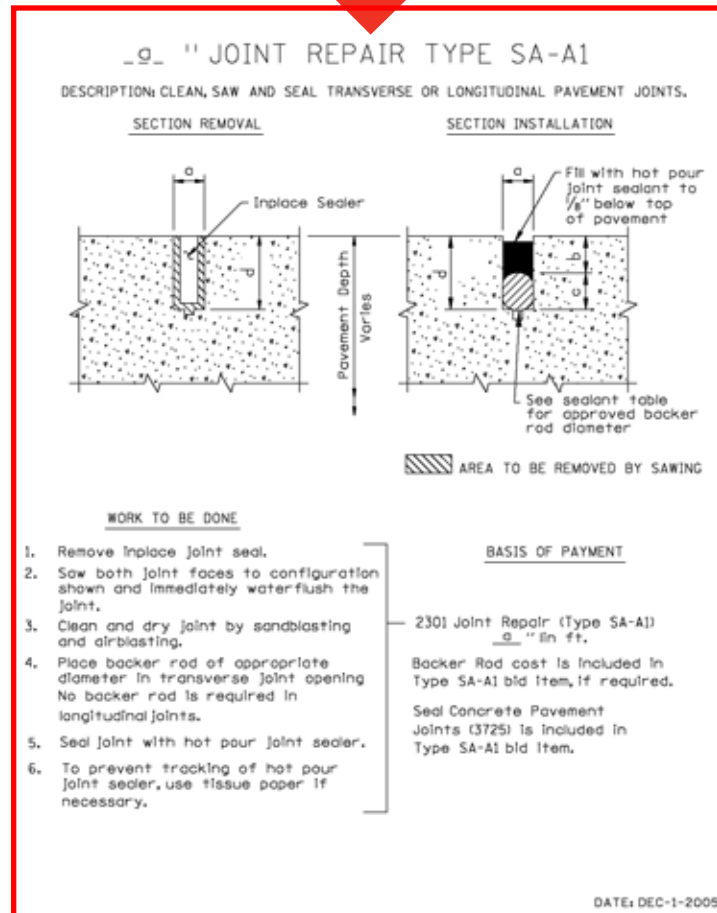 _a_ " JOINT REPAIR TYPE SA-A1
DESCRIPTION: CLEAN, SAW AND SEAL TRANSVERSE OR LONGITUDINAL PAVEMENT JOINTS.
SECTION REMOVAL
a
Inplace Sealer
d
Pavement Depth
Varies
SECTION INSTALLATION
a
Fill with hot pour
joint sealant to
1/8" below top
of pavement
d
b
c
See sealant table
for approved backer
rod diameter
AREA TO BE REMOVED BY SAWING
WORK TO BE DONE
1. Remove inplace joint seal.
2. Saw both joint faces to configuration
shown and immediately waterflush the
joint.
3. Clean and dry joint by sandblasting
and airblasting.
4. Place backer rod of appropriate
diameter in transverse joint opening
No backer rod is required in
longitudinal joints.
5. Seal joint with hot pour joint sealer.
6. To prevent tracking of hot pour
joint sealer, use tissue paper if
necessary.
BASIS OF PAYMENT
2301 Joint Repair (Type SA-A1)
a " lin ft.
Backer Rod cost is included in
Type SA-A1 bid item, if required.
Seal Concrete Pavement
Joints (3725) is included in
Type SA-A1 bid item.
DATE: DEC-1-2005